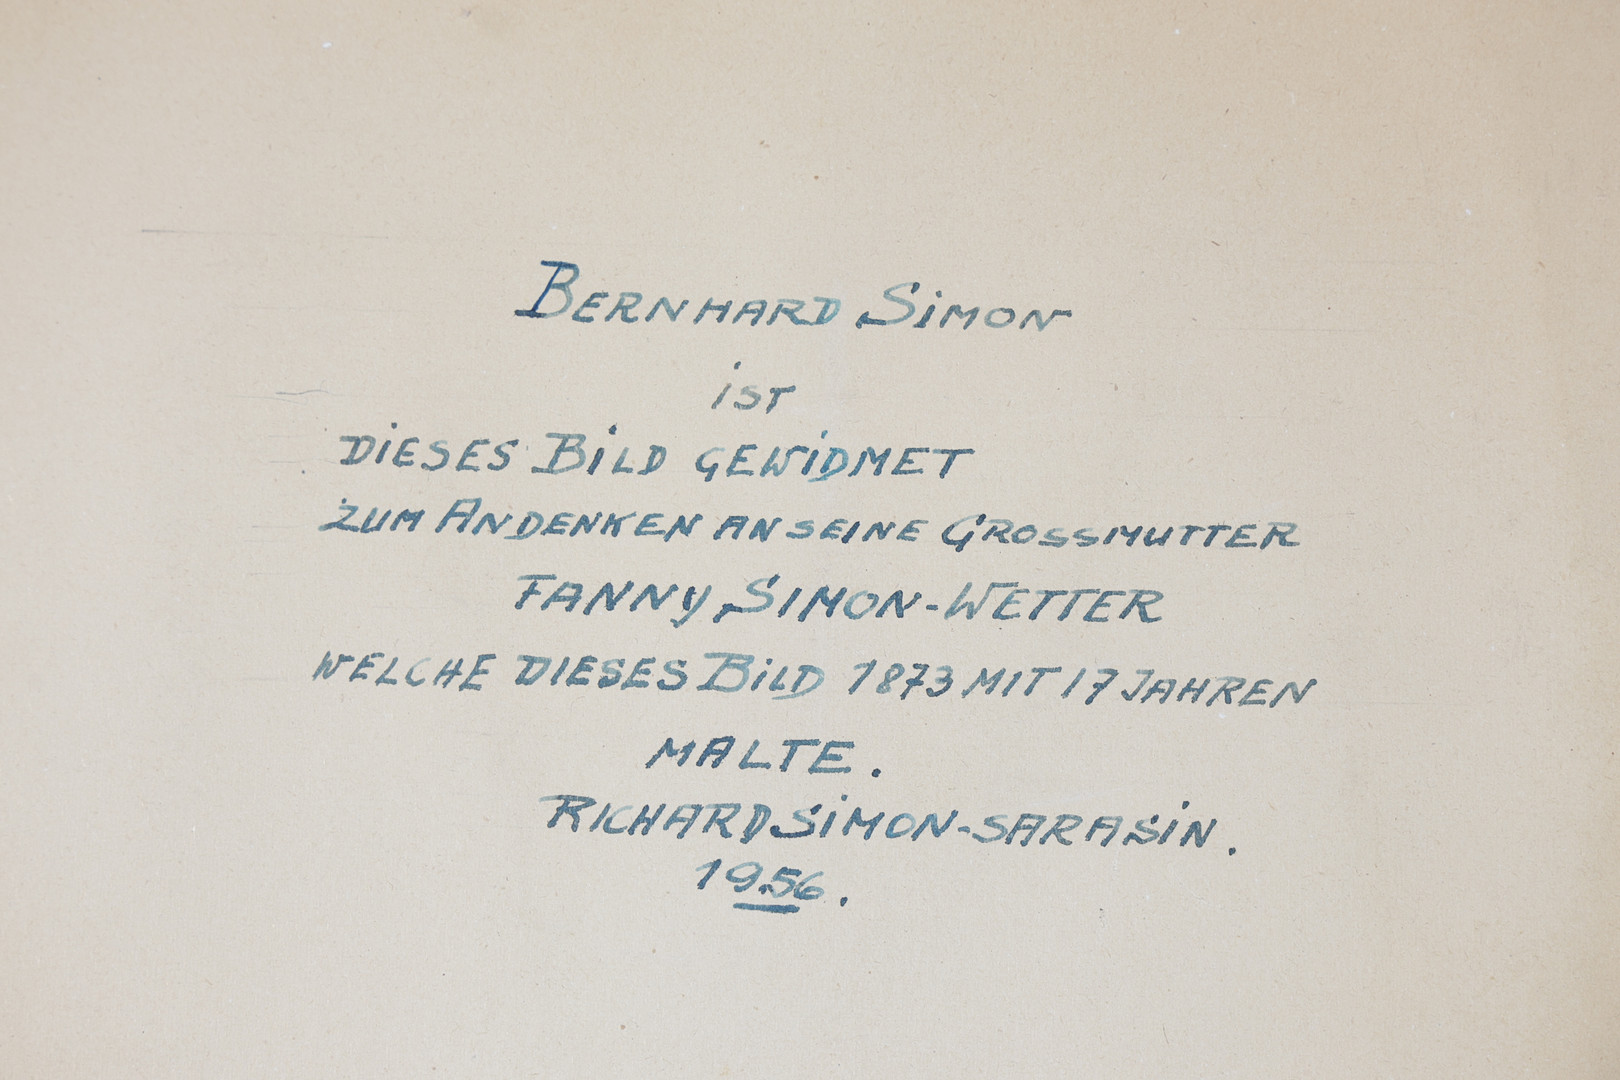 BERNHARD SIMON
iST
DiESES BiLD GEWiDMET
ZUM ANDENKEN AN SEINE GROSSMUTTER
FANNY SIMON-WETTER
WELCHE DIESES BiLD 1873 MIT 17 JAHREN
MALTE.
RICHARD SiMON-SARASiN.
1956.